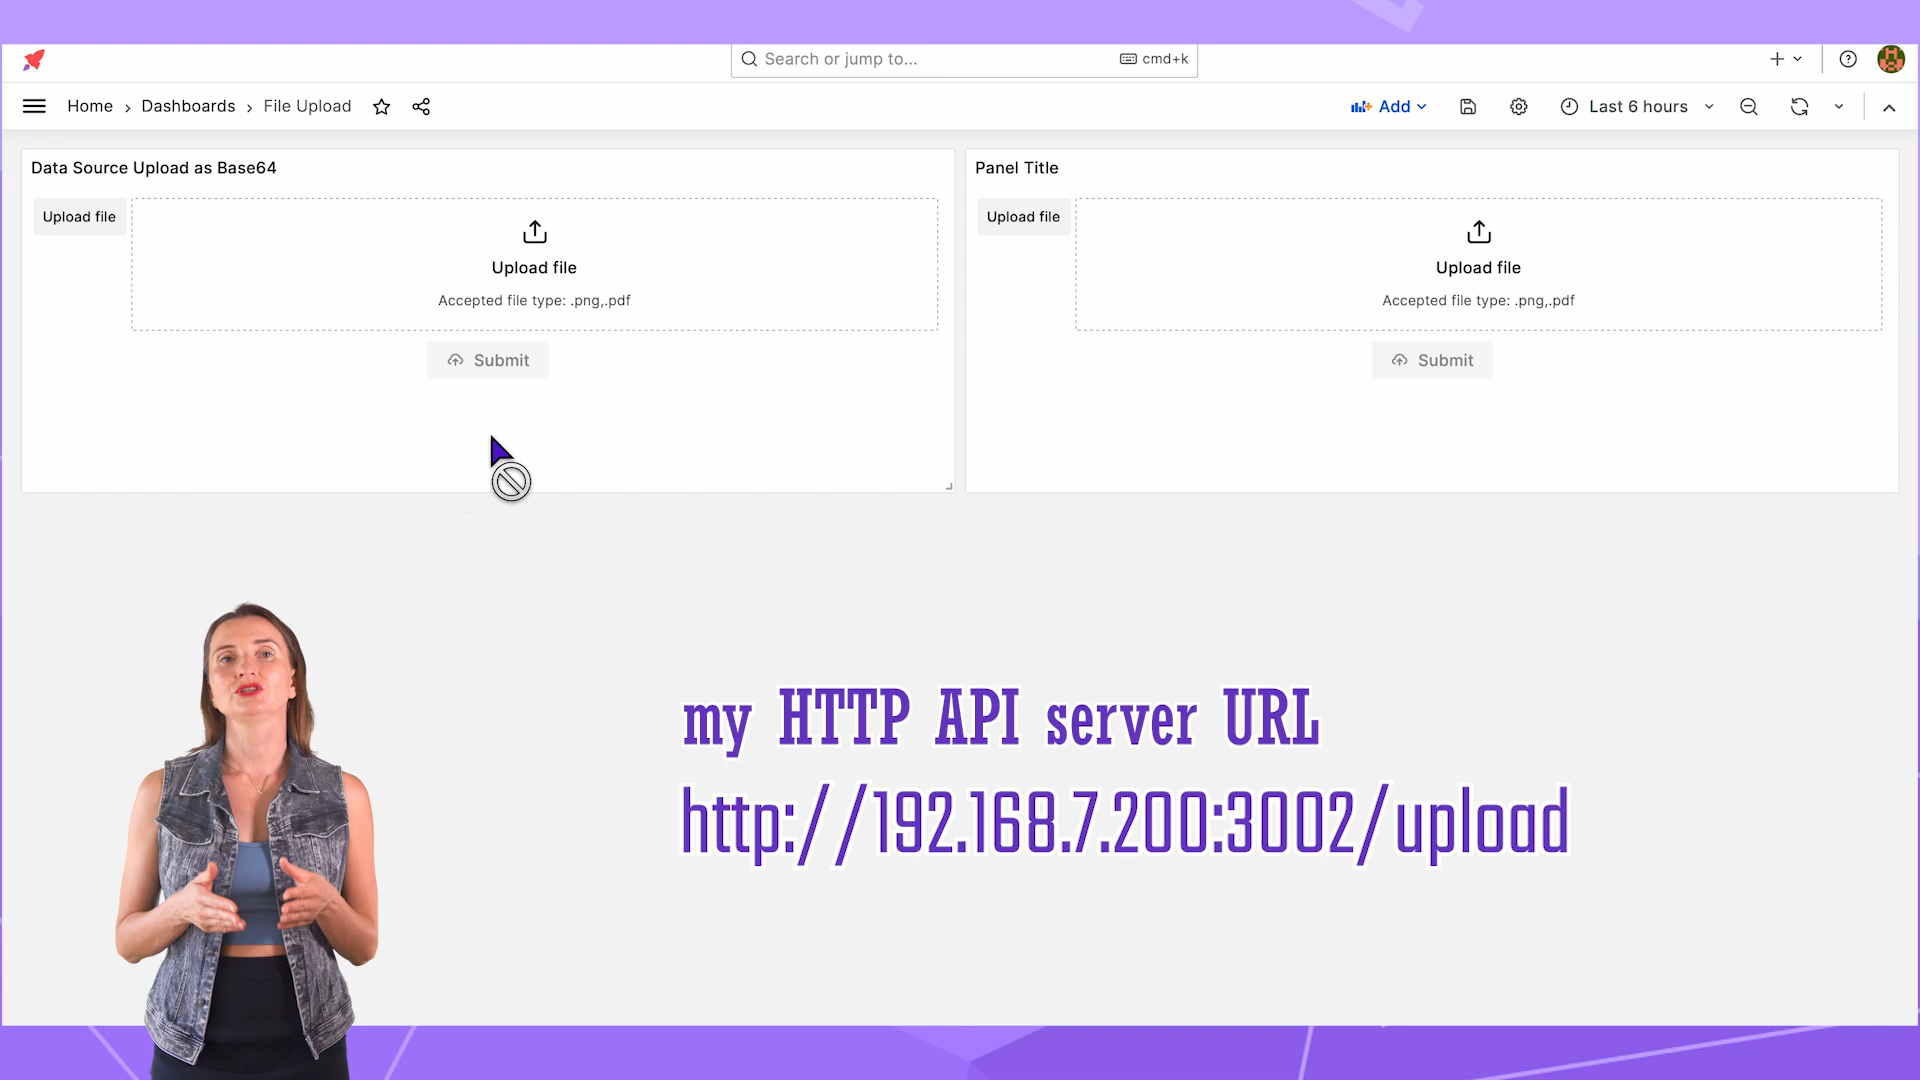 Search or jump to...
cmd+k
Home › Dashboards › File Upload
Add
Last 6 hours
Data Source Upload as Base64
Upload file
Upload file
Accepted file type: .png,.pdf
Submit
Panel Title
Upload file
Upload file
Accepted file type: .png,.pdf
Submit
my HTTP API server URL
http://192.168.7.200:3002/upload